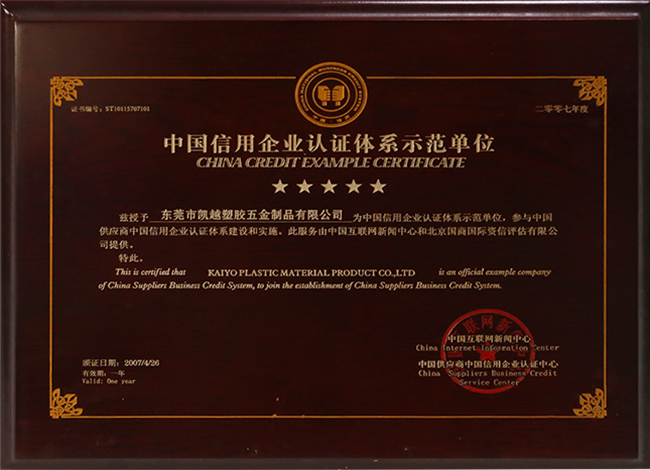 证书编号：ST10115707101
二零零七年度
中国信用企业认证体系示范单位
CHINA CREDIT EXAMPLE CERTIFICATE
兹授予 东莞市凯越塑胶五金制品有限公司 为中国信用企业认证体系示范单位，参与中国
供应商中国信用企业认证体系建设和实施。此服务由中国互联网新闻中心和北京国商国际资信评估有限公
司提供。
特此。
This is certified that KAIYO PLASTIC MATERIAL PRODUCT CO.,LTD is an official example company
of China Suppliers Business Credit System, to join the establishment of China Suppliers Business Credit System.
中国互联网新闻中心
China Internet Information Center
颁证日期：2007/4/26
有效期：一年
Valid: One year
中国供应商中国信用企业认证中心
China Suppliers Business Credit
Service Center